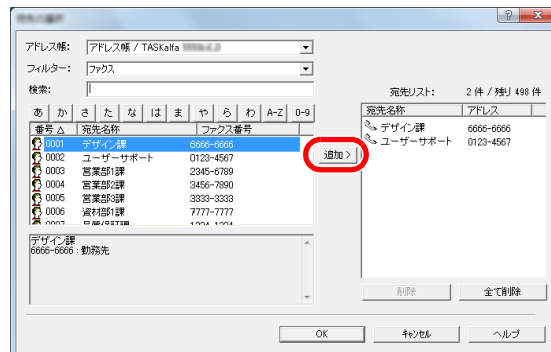 宛先の選択
アドレス帳: アドレス帳 / TASKalfa
フィルター: ファクス
検索:
あ か さ た な は ま や ら わ A-Z 0-9
番号 △ 宛先名称 ファクス番号
0001 デザイン課 6666-6666
0002 ユーザーサポート 0123-4567
0003 営業部1課 2345-6789
0004 営業部2課 3456-7890
0005 営業部3課 3333-3333
0006 資材部1課 7777-7777
0007 品質保証課 1234-1234
デザイン課
6666-6666 : 勤務先
追加 >
宛先リスト: 2 件 / 残り 498 件
宛先名称 アドレス
デザイン課 6666-6666
ユーザーサポート 0123-4567
削除 全て削除
OK キャンセル ヘルプ